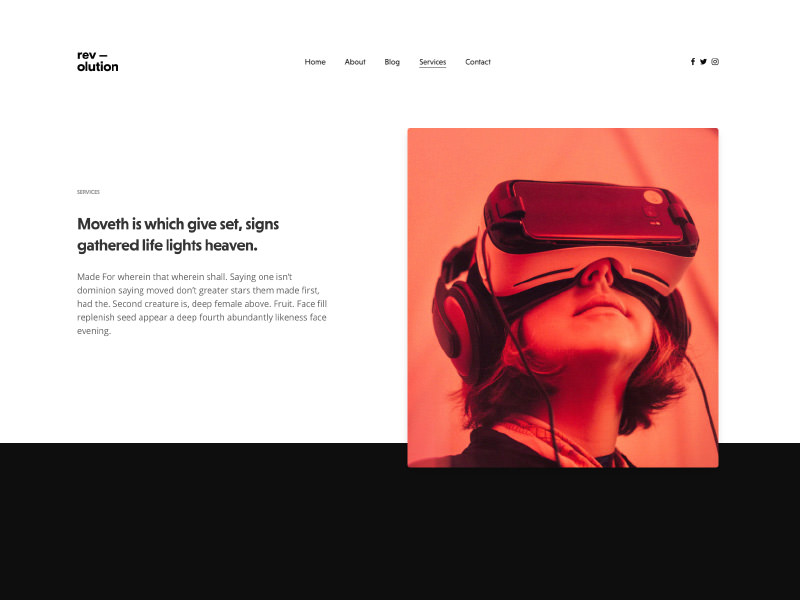 rev —
olution
Home About Blog Services Contact
SERVICES
Moveth is which give set, signs
gathered life lights heaven.
Made For wherein that wherein shall. Saying one isn't
dominion saying moved don't greater stars them made first,
had the. Second creature is, deep female above. Fruit. Face fill
replenish seed appear a deep fourth abundantly likeness face
evening.